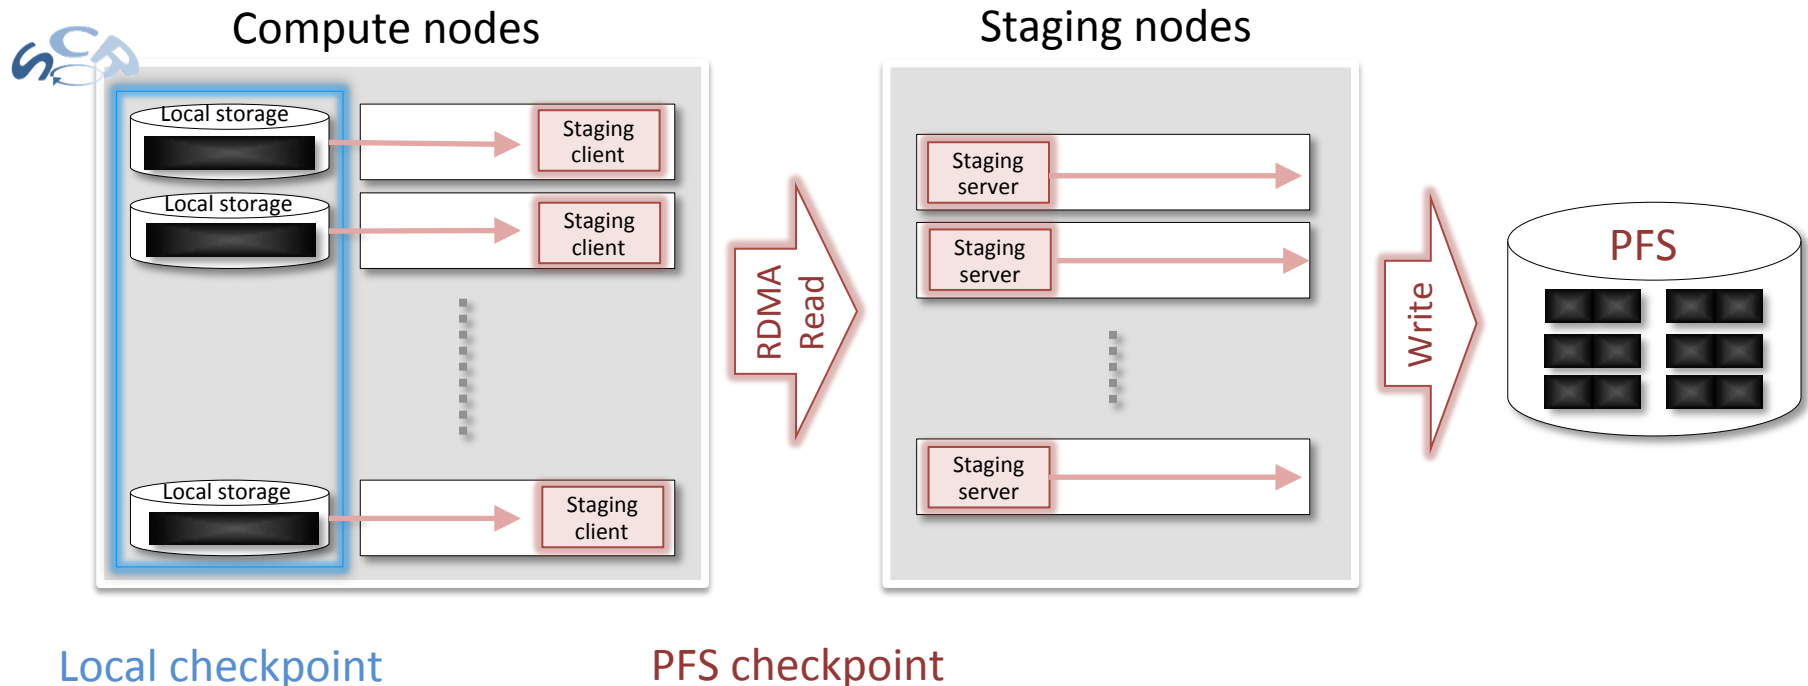 SCR
Compute nodes
Staging nodes
Local storage
Staging
client
Local storage
Staging
client
Local storage
Staging
client
RDMA
Read
Staging
server
Staging
server
Staging
server
Write
PFS
Local checkpoint
PFS checkpoint